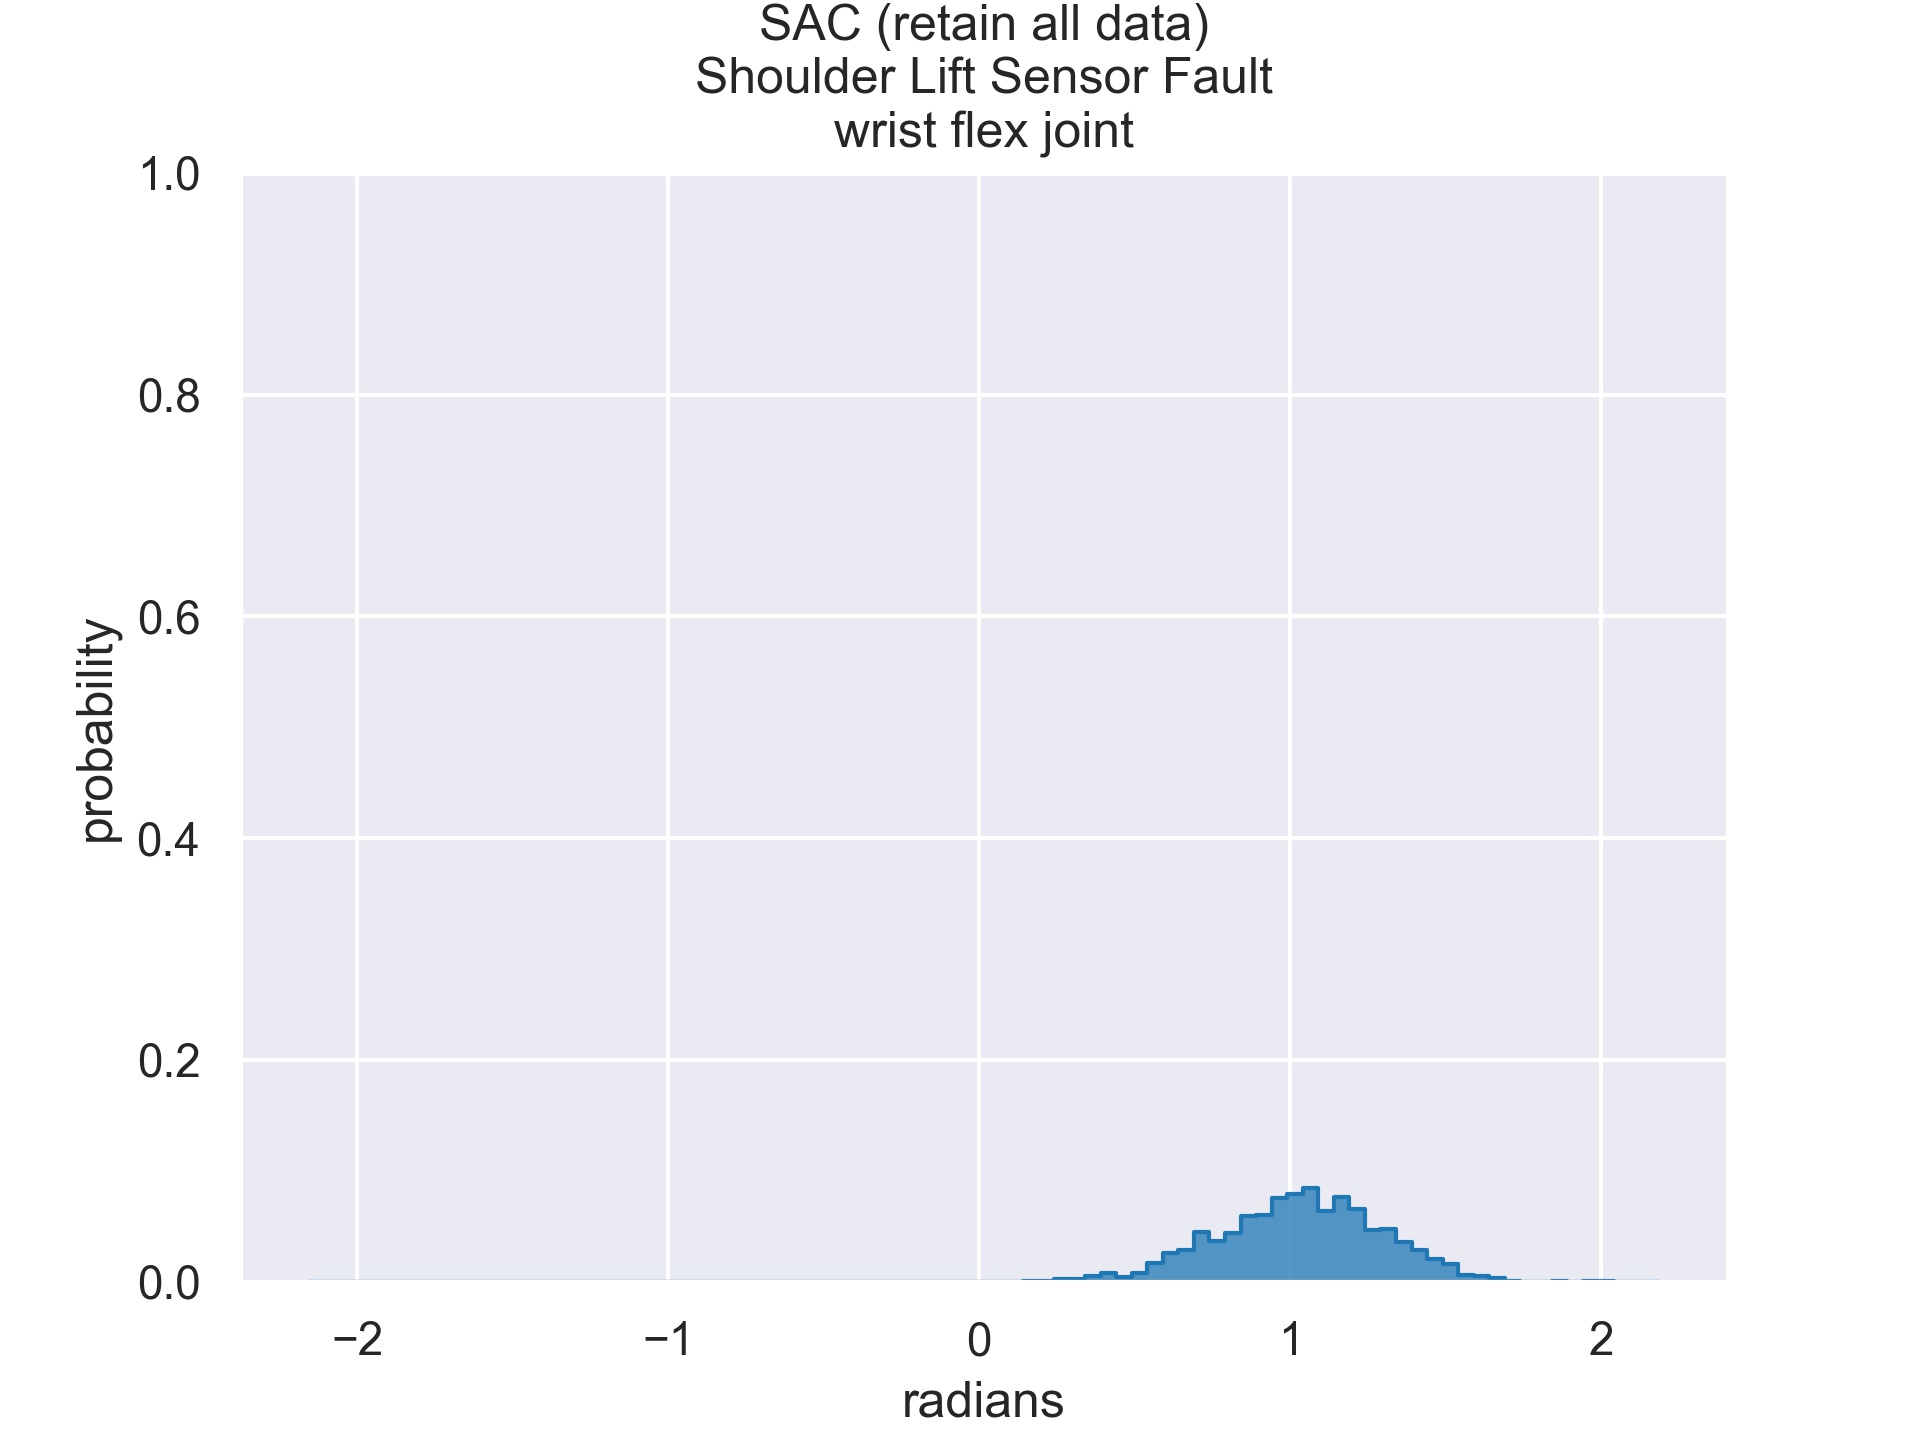 SAC (retain all data)
Shoulder Lift Sensor Fault
wrist flex joint
1.0
0.8
0.6
0.4
0.2
0.0
probability
−2
−1
0
1
2
radians